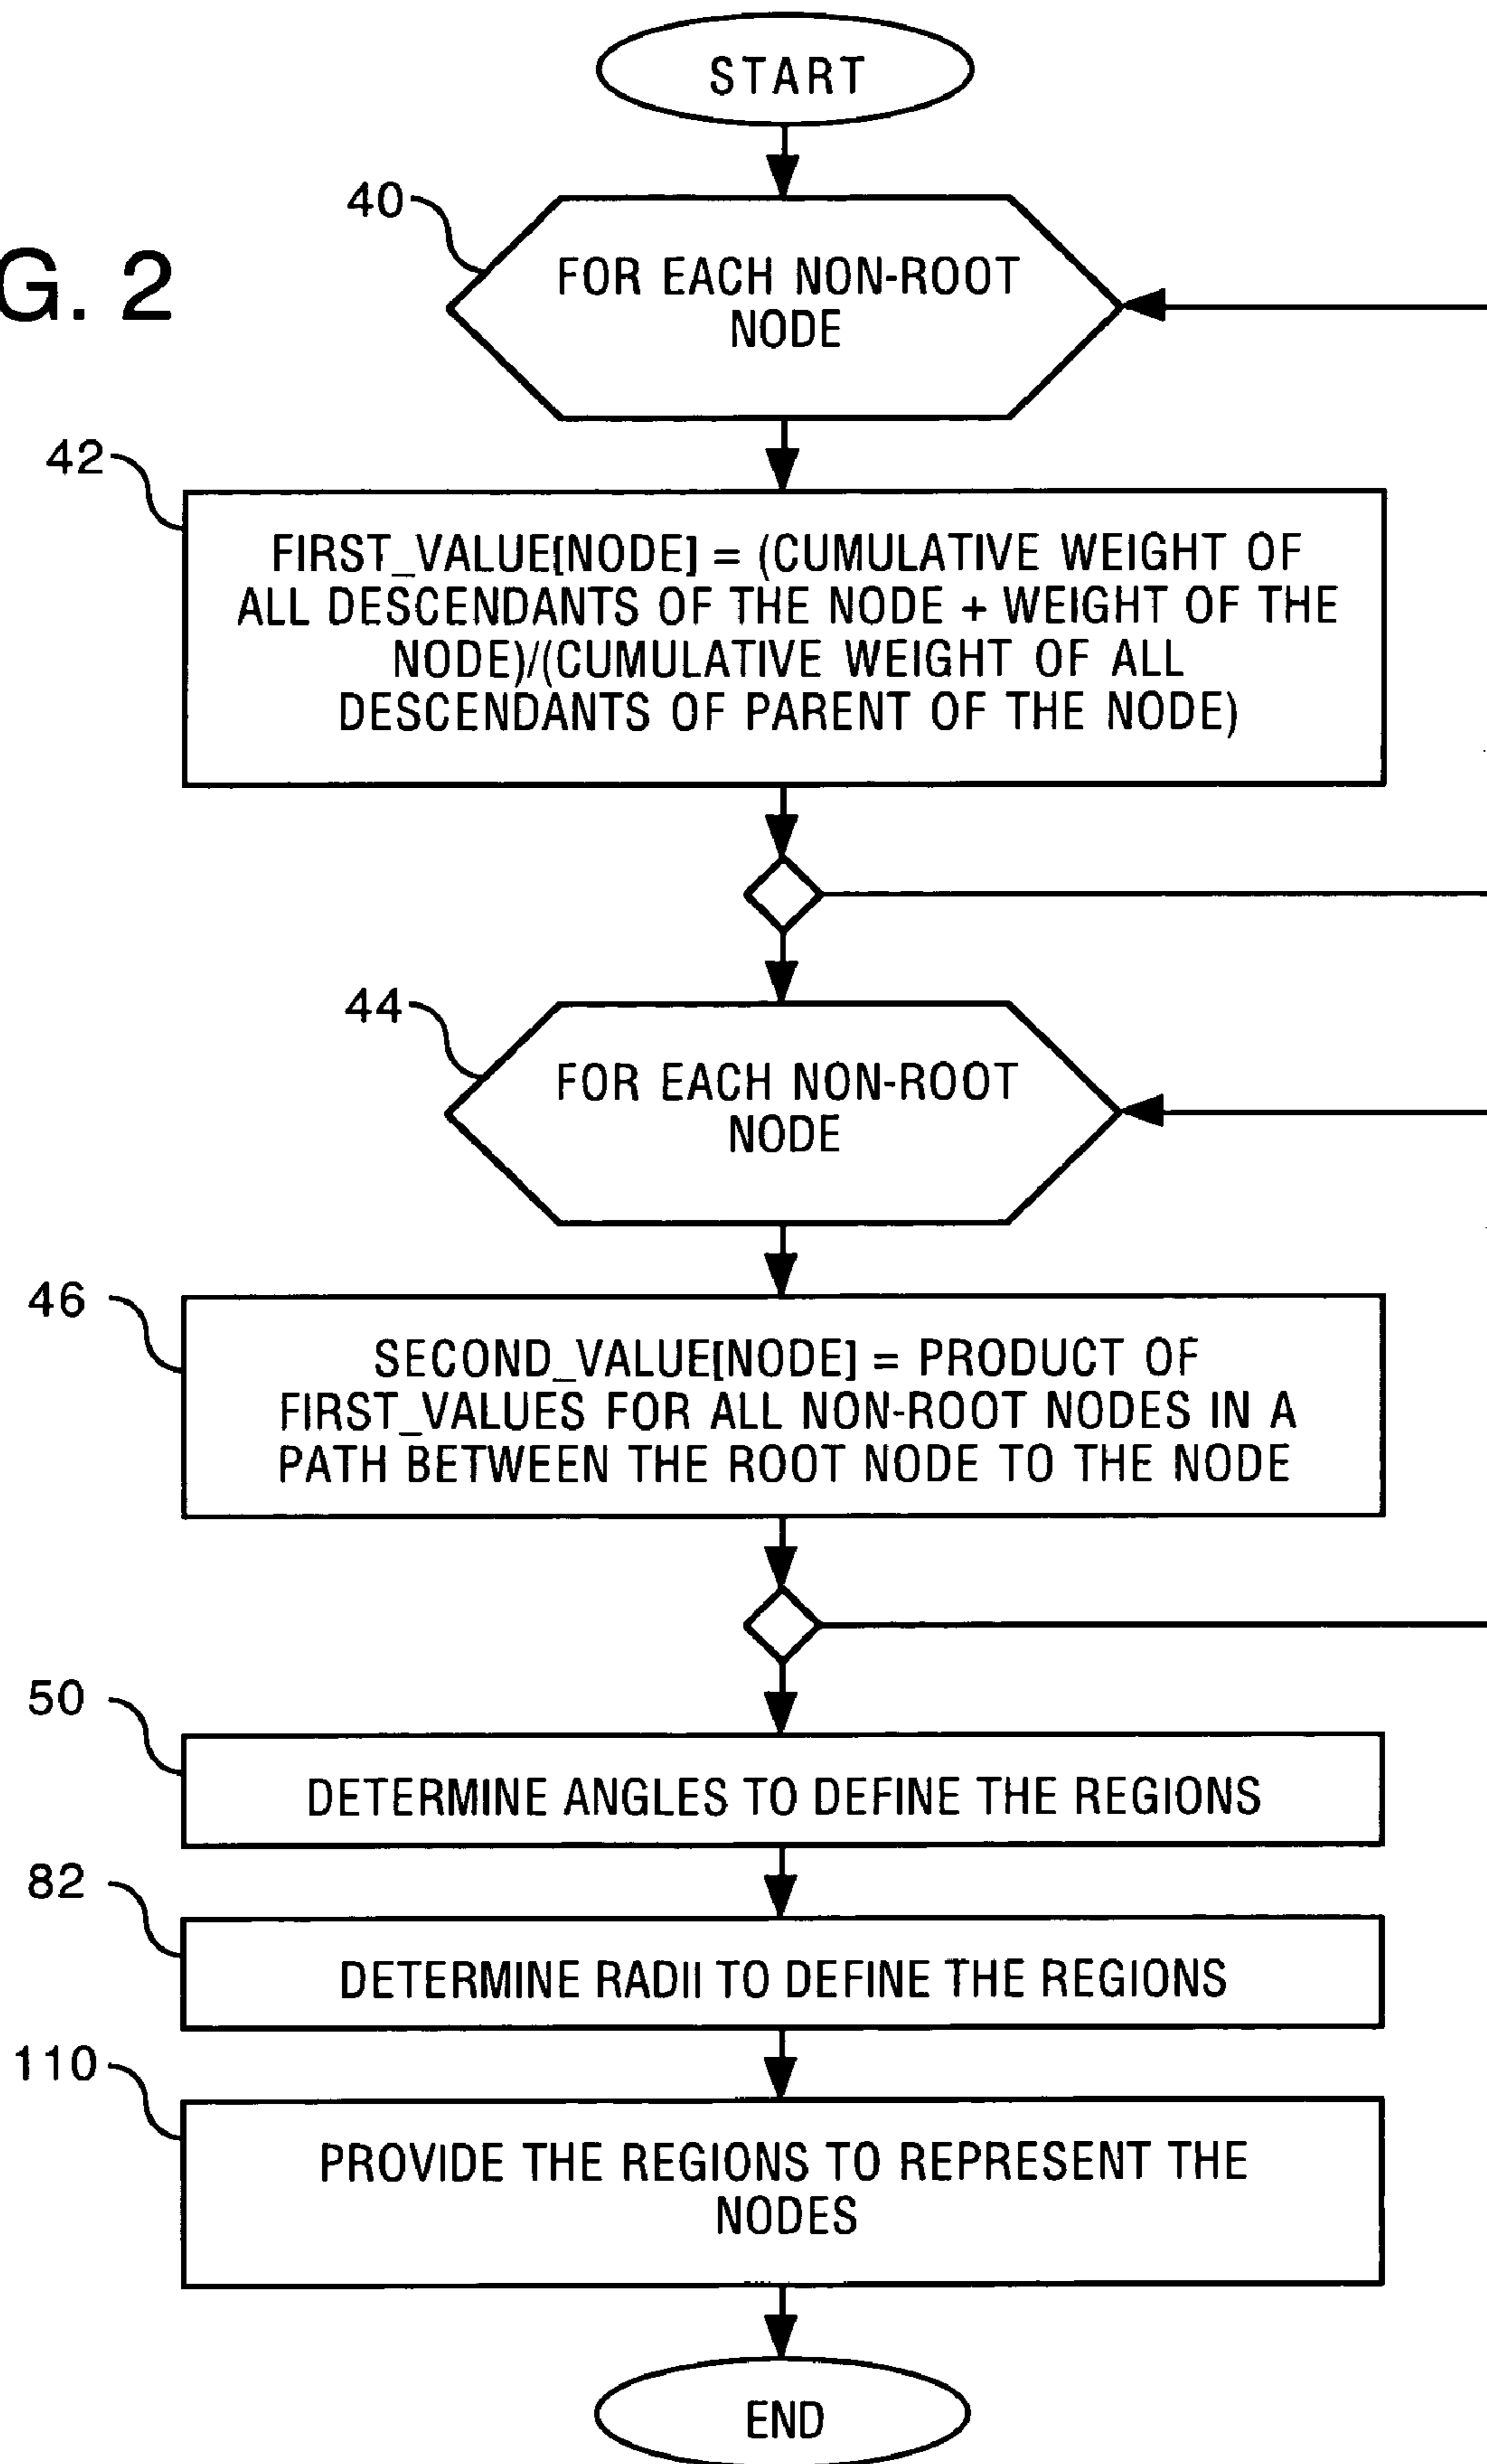 START
40
G. 2
FOR EACH NON-ROOT
NODE
42
FIRST_VALUE[NODE] = (CUMULATIVE WEIGHT OF
ALL DESCENDANTS OF THE NODE + WEIGHT OF THE
NODE)/(CUMULATIVE WEIGHT OF ALL
DESCENDANTS OF PARENT OF THE NODE)
44
FOR EACH NON-ROOT
NODE
46
SECOND_VALUE[NODE] = PRODUCT OF
FIRST_VALUES FOR ALL NON-ROOT NODES IN A
PATH BETWEEN THE ROOT NODE TO THE NODE
50
DETERMINE ANGLES TO DEFINE THE REGIONS
82
DETERMINE RADII TO DEFINE THE REGIONS
110
PROVIDE THE REGIONS TO REPRESENT THE
NODES
END